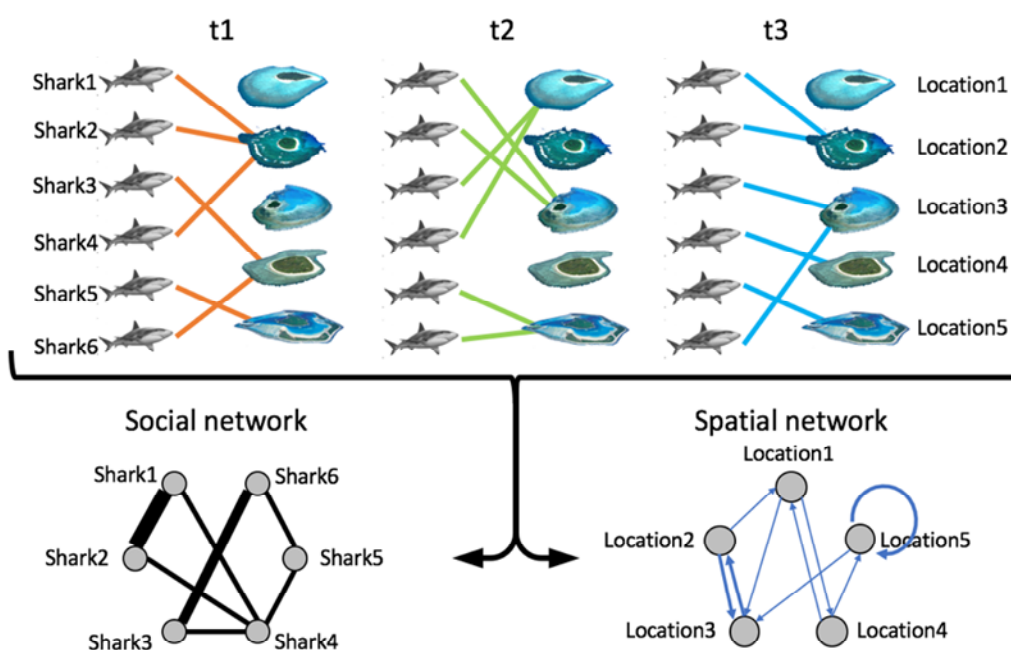 t1 t2 t3
Shark1 Location1
Shark2 Location2
Shark3 Location3
Shark4 Location4
Shark5 Location5
Shark6
Social network
Shark1 Shark6
Shark2 Shark5
Shark3 Shark4
Spatial network
Location1
Location2 Location5
Location3 Location4